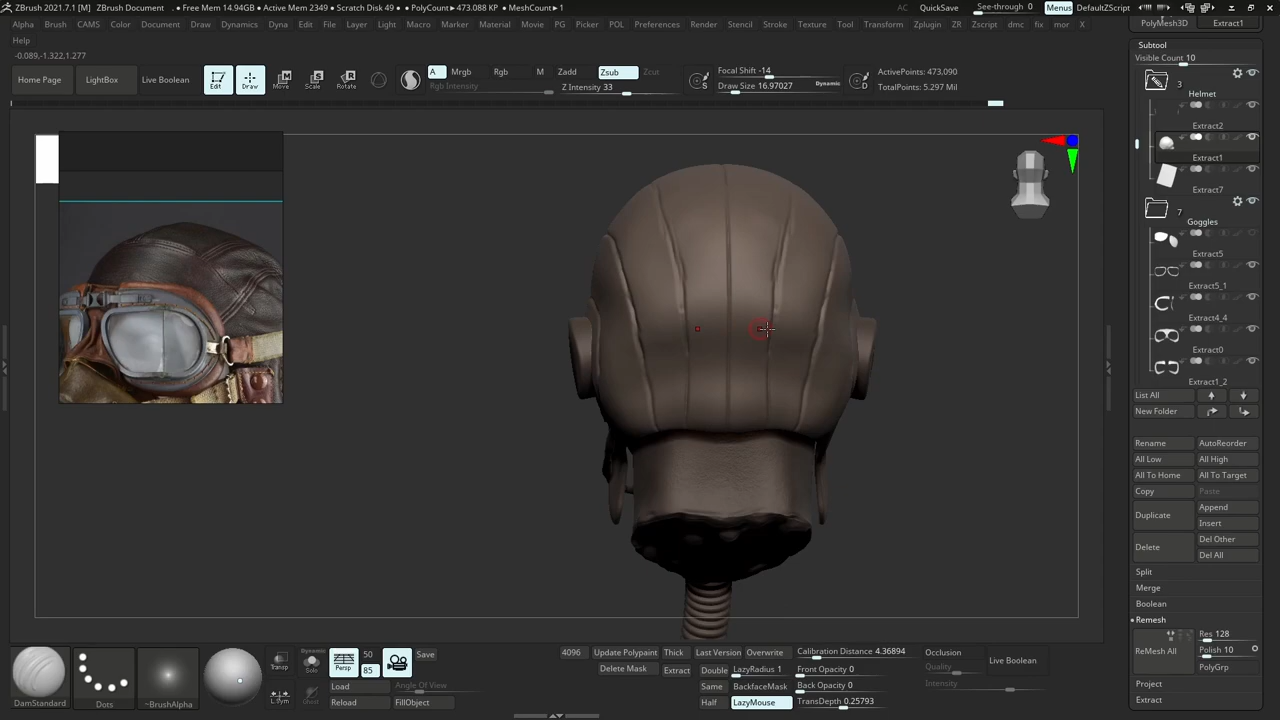 ZBrush 2021.7.1 [M] ZBrush Document . ● Free Mem 14.94GB ● Active Mem 2349 ● Scratch Disk 49 ● PolyCount▸473.088 KP ● MeshCount▸1 AC QuickSave See-through 0 Menus DefaultZScript
Alpha Brush CAMS Color Document Draw Dynamics Dyna Edit File Layer Light Macro Marker Material Movie PG Picker POL Preferences Render Stencil Stroke Texture Tool Transform Zplugin ZR Zscript dmc fix mor X
Help
-0.089,-1.322,1.277
Home Page
LightBox
Live Boolean
Edit
Draw
Move
Scale
Rotate
A Mrgb Rgb M Zadd Zsub Zcut
Rgb Intensity
Z Intensity 33
S
Focal Shift -14
Draw Size 16.97027 Dynamic
D
ActivePoints: 473,090
TotalPoints: 5.297 Mil
PolyMesh3D Extract1
Subtool
Visible Count 10
3
Helmet
Extract2
Extract1
Extract7
7
Goggles
Extract5
Extract5_1
Extract4_4
Extract0
Extract1_2
List All
New Folder
Rename AutoReorder
All Low All High
All To Home All To Target
Copy Paste
Duplicate
Append
Insert
Delete
Del Other
Del All
Split
Merge
Boolean
Remesh
ReMesh All
Res 128
Polish 10
PolyGrp
Project
Extract
DamStandard
Dots
~BrushAlpha
Transp
L.Sym
Dynamic
Solo
Ghost
Persp
50
85
Save
Load
Reload
Angle Of View
FillObject
4096 Update Polypaint Thick Last Version Overwrite
Delete Mask Extract
Double
Same
Half
LazyRadius 1
BackfaceMask
LazyMouse
Calibration Distance 4.36894
Front Opacity 0
Back Opacity 0
TransDepth 0.25793
Occlusion
Quality
Intensity
Live Boolean